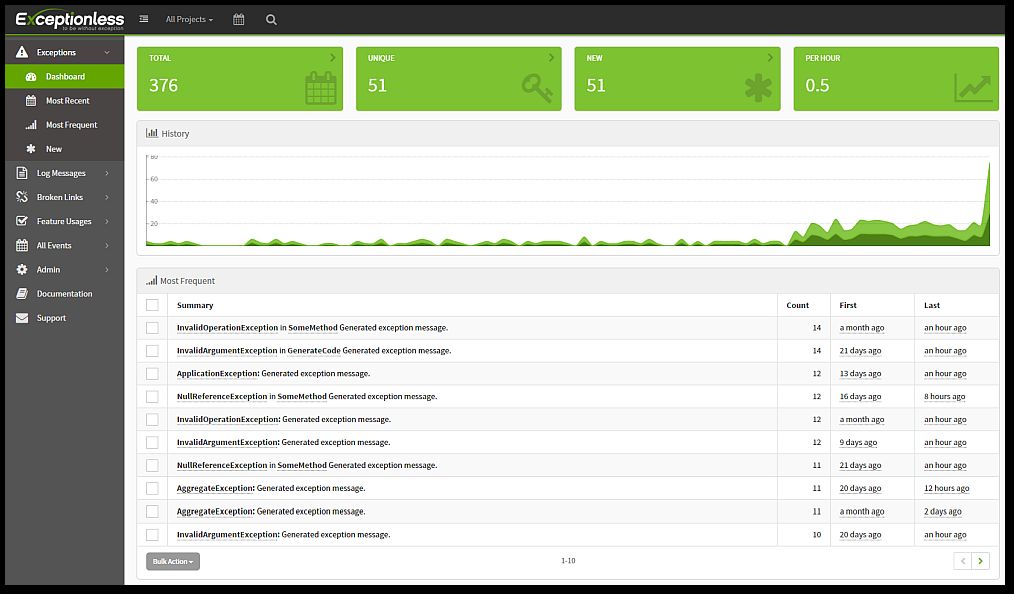 Exceptionless
to be without exception
All Projects
Exceptions
Dashboard
Most Recent
Most Frequent
New
Log Messages
Broken Links
Feature Usages
All Events
Admin
Documentation
Support
TOTAL
376
UNIQUE
51
NEW
51
PER HOUR
0.5
History
80
60
40
20
Most Frequent
Summary Count First Last
InvalidOperationException in SomeMethod Generated exception message. 14 a month ago an hour ago
InvalidArgumentException in GenerateCode Generated exception message. 14 21 days ago an hour ago
ApplicationException: Generated exception message. 12 13 days ago an hour ago
NullReferenceException in SomeMethod Generated exception message. 12 16 days ago 8 hours ago
InvalidOperationException: Generated exception message. 12 a month ago an hour ago
InvalidArgumentException: Generated exception message. 12 9 days ago an hour ago
NullReferenceException in SomeMethod Generated exception message. 11 21 days ago an hour ago
AggregateException: Generated exception message. 11 20 days ago 12 hours ago
AggregateException: Generated exception message. 11 a month ago 2 days ago
InvalidArgumentException: Generated exception message. 10 20 days ago an hour ago
Bulk Action 1-10